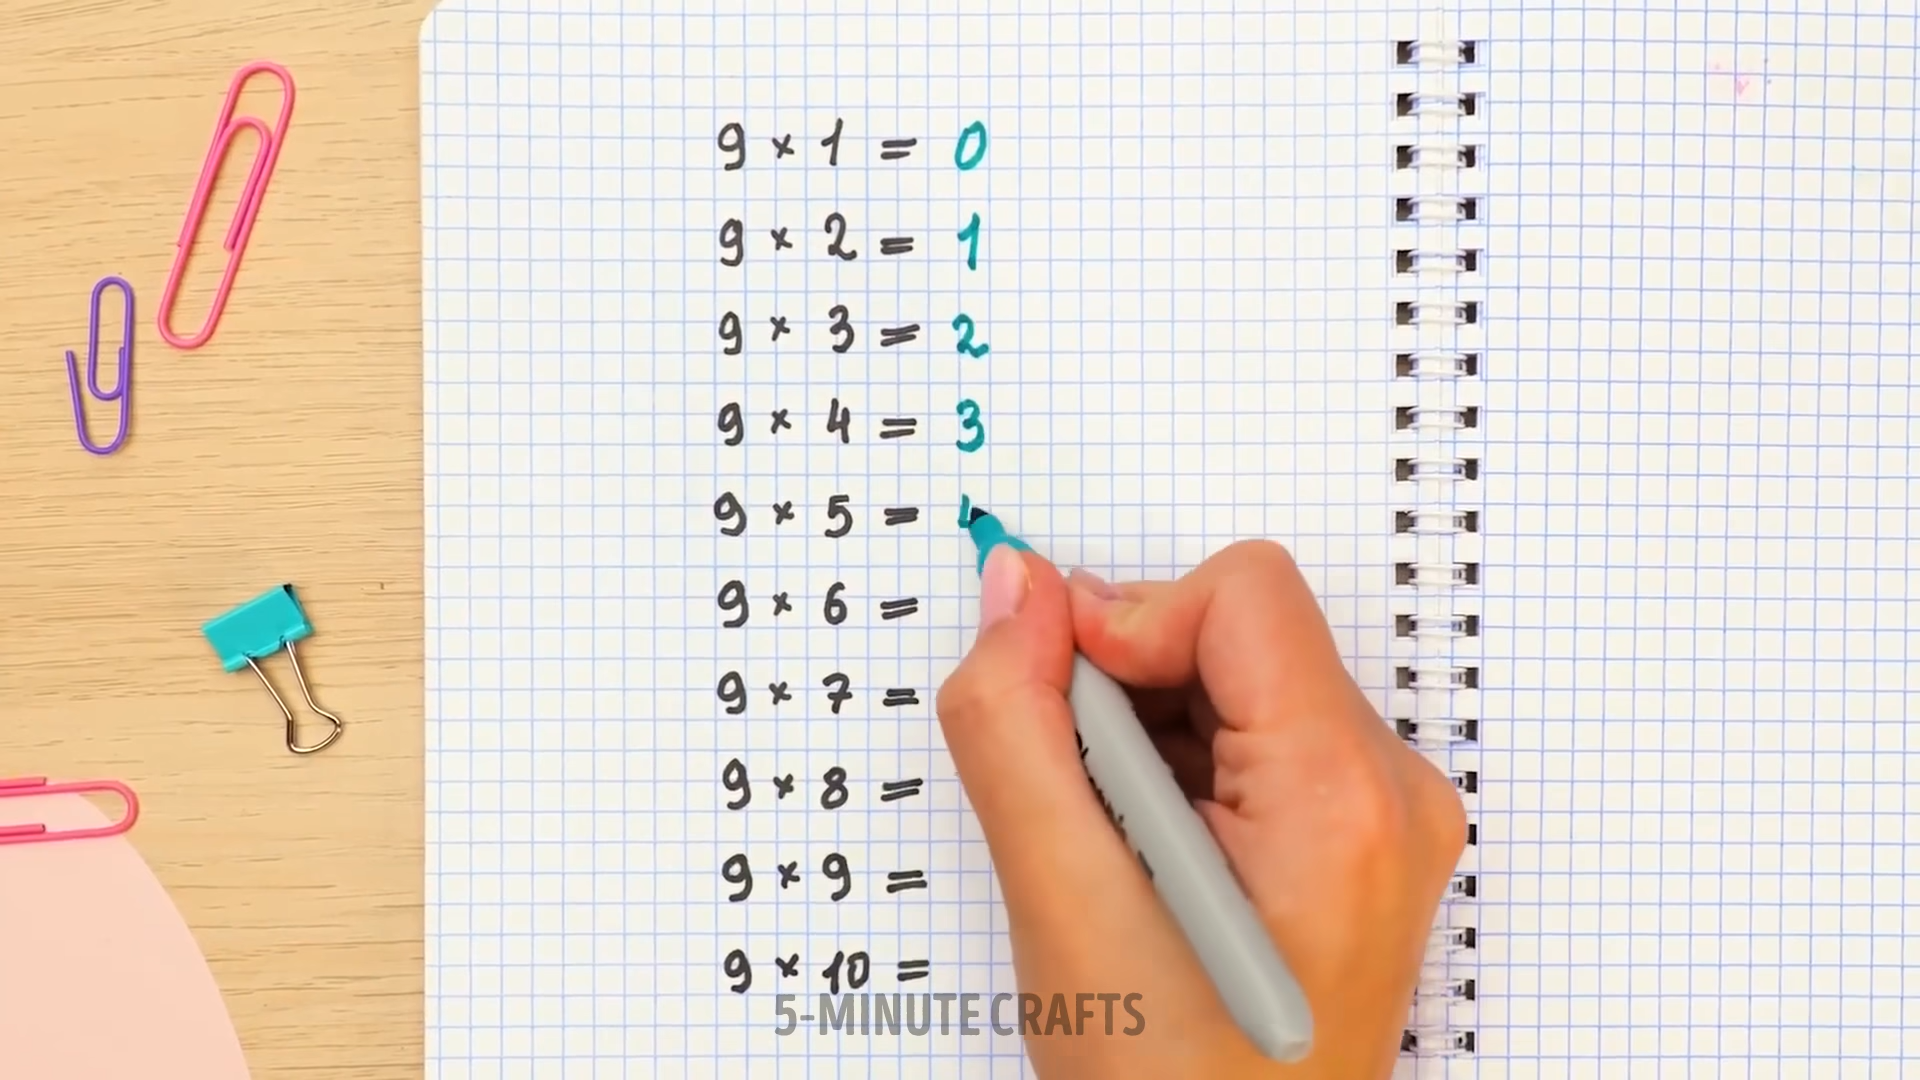 9 × 1 = 0
9 × 2 = 1
9 × 3 = 2
9 × 4 = 3
9 × 5 =
9 × 6 =
9 × 7 =
9 × 8 =
9 × 9 =
9 × 10 =
5-MINUTE CRAFTS